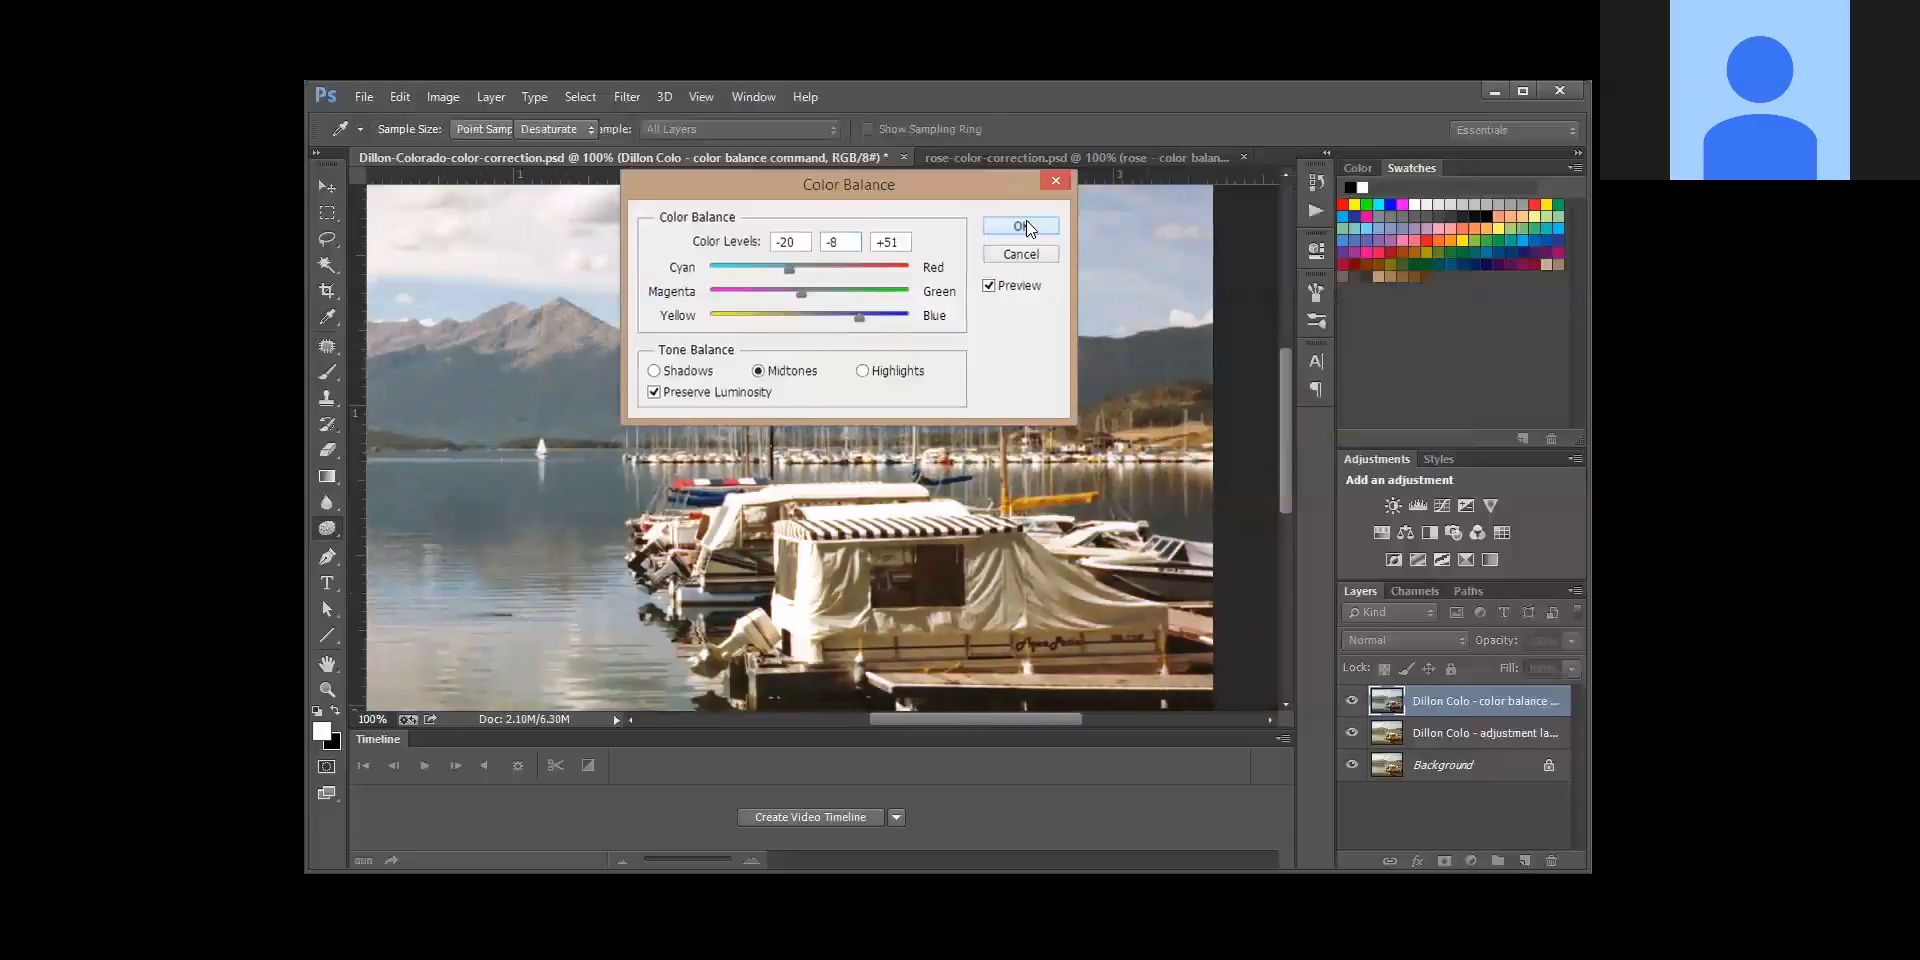 Ps File Edit Image Layer Type Select Filter 3D View Window Help
Sample Size: Point Samp Desaturate ample: All Layers Show Sampling Ring Essentials
Dillon-Colorado-color-correction.psd @ 100% (Dillon Colo - color balance command, RGB/8#) * × rose-color-correction.psd @ 100% (rose - color balan... ×
Color Swatches
1
3
1
Color Balance
Color Balance
Color Levels: -20 -8 +51
Cyan Red
Magenta Green
Yellow Blue
Tone Balance
Shadows Midtones Highlights
Preserve Luminosity
Cancel
Preview
Adjustments Styles
Add an adjustment
Layers Channels Paths
Kind
Normal Opacity:
Lock: Fill:
Dillon Colo - color balance ...
Dillon Colo - adjustment la...
Background
100% Doc: 2.10M/6.30M
Timeline
Create Video Timeline